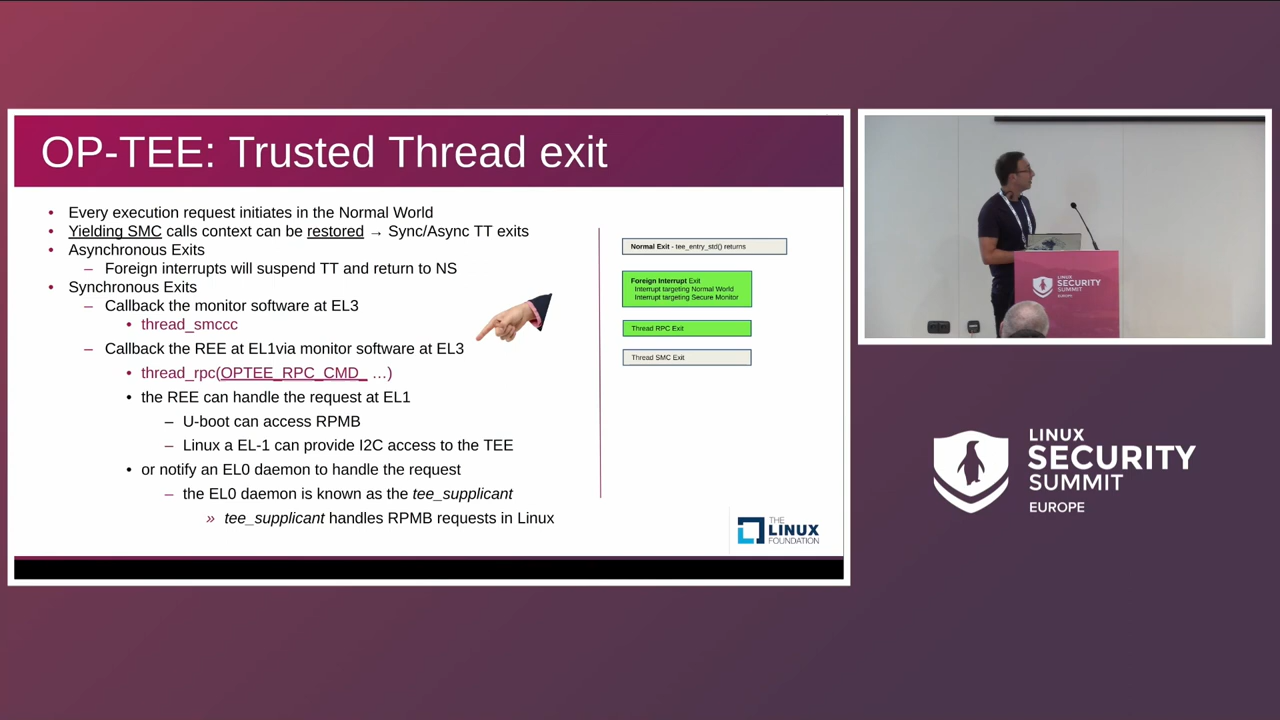 OP-TEE: Trusted Thread exit
• Every execution request initiates in the Normal World
• Yielding SMC calls context can be restored → Sync/Async TT exits
• Asynchronous Exits
– Foreign interrupts will suspend TT and return to NS
• Synchronous Exits
– Callback the monitor software at EL3
• thread_smccc
– Callback the REE at EL1via monitor software at EL3
• thread_rpc(OPTEE_RPC_CMD_ …)
• the REE can handle the request at EL1
– U-boot can access RPMB
– Linux a EL-1 can provide I2C access to the TEE
• or notify an EL0 daemon to handle the request
– the EL0 daemon is known as the tee_supplicant
» tee_supplicant handles RPMB requests in Linux
Normal Exit - tee_entry_std() returns
Foreign Interrupt Exit
Interrupt targeting Normal World
Interrupt targeting Secure Monitor
Thread RPC Exit
Thread SMC Exit
THE
LINUX
FOUNDATION
LINUX
SECURITY
SUMMIT
EUROPE
LINUX
SECURITY
SUMMIT
EUROPE